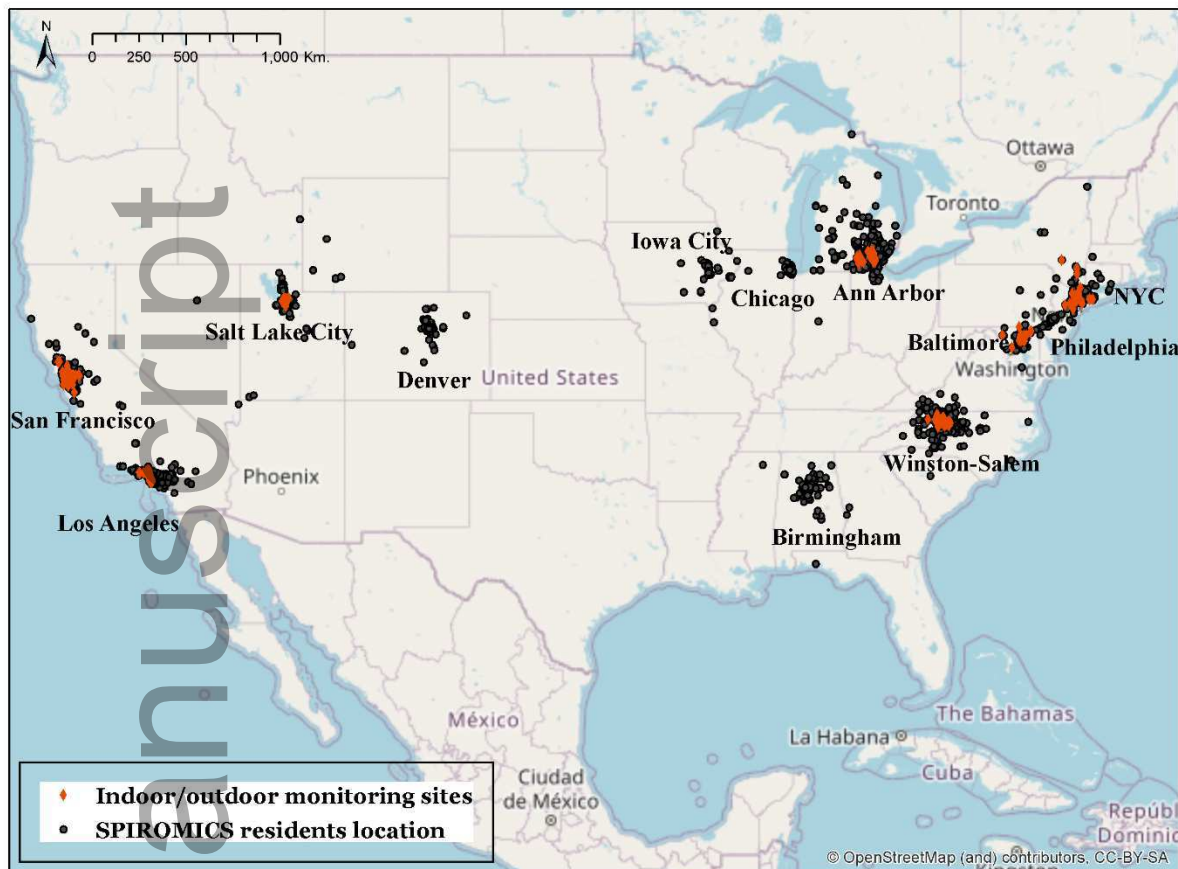 N
0 250 500 1,000 Km.
Ottawa
Toronto
Iowa City
Chicago
Ann Arbor
NYC
Salt Lake City
Baltimore
Philadelphia
Denver
United States
Washington
San Francisco
Phoenix
Winston-Salem
Los Angeles
Birmingham
México
The Bahamas
La Habana
Cuba
Ciudad
de México
Indoor/outdoor monitoring sites
SPIROMICS residents location
anuscript
Repúbl
Dominic
© OpenStreetMap (and) contributors, CC-BY-SA